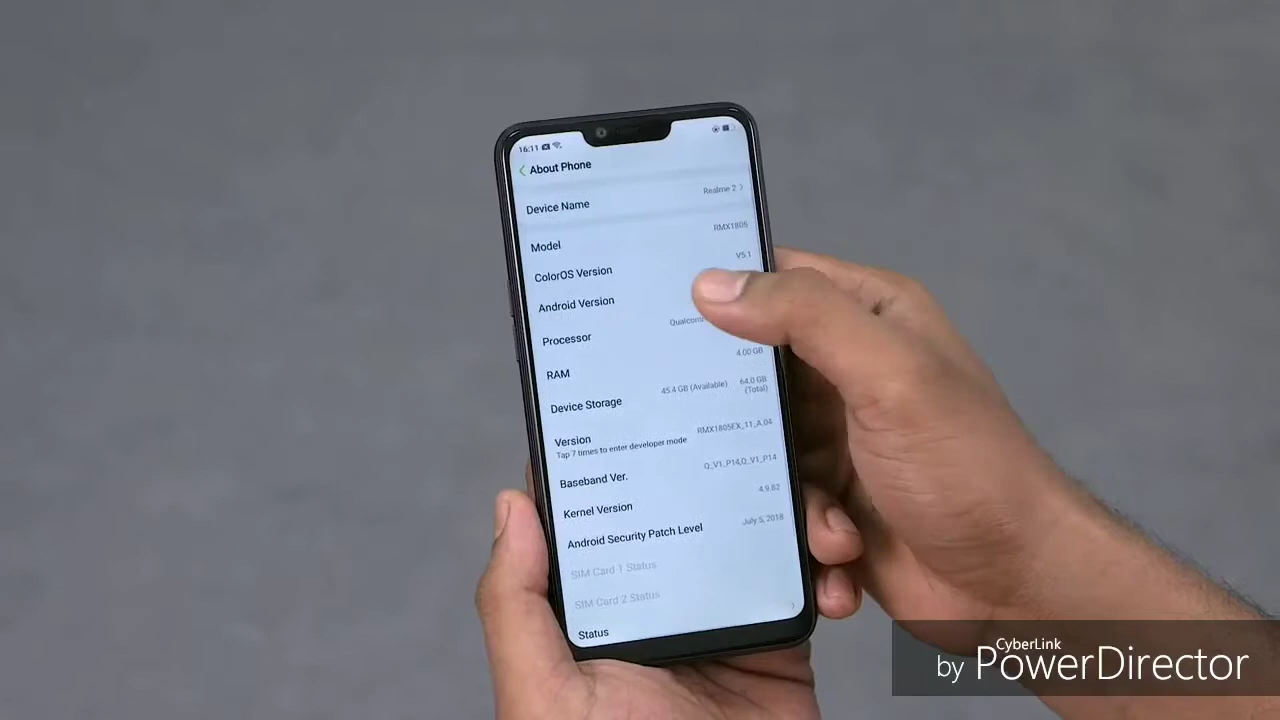 16:11
About Phone
Device Name Realme 2
Model RMX1805
ColorOS Version V5.1
Android Version
Processor
RAM 4.00 GB
Device Storage 45.4 GB (Available) 64.0 GB (Total)
Version RMX1805EX_11_A.04
Tap 7 times to enter developer mode
Baseband Ver. Q_V1_P14,Q_V1_P14
Kernel Version 4.9.82
Android Security Patch Level July 5, 2018
SIM Card 1 Status
SIM Card 2 Status
Status
CyberLink
by PowerDirector